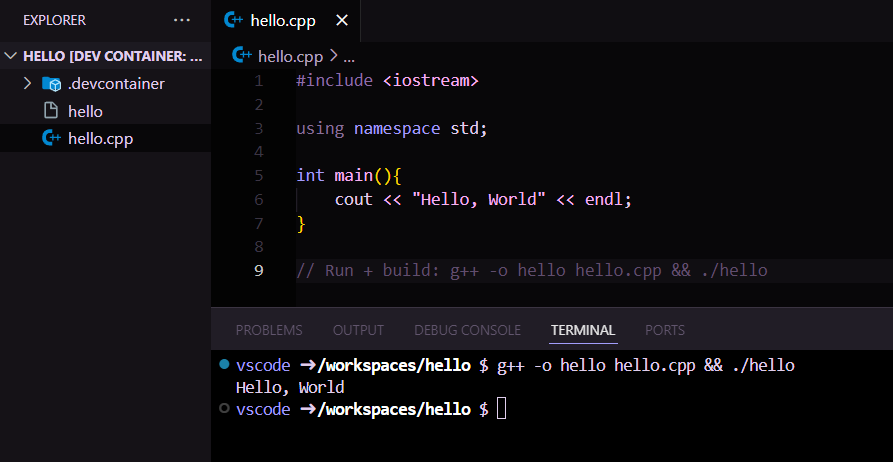 EXPLORER ...
HELLO [DEV CONTAINER: ...
.devcontainer
hello
hello.cpp
hello.cpp
hello.cpp > ...
1 #include <iostream>
2
3 using namespace std;
4
5 int main(){
6 cout << "Hello, World" << endl;
7 }
8
9 // Run + build: g++ -o hello hello.cpp && ./hello
PROBLEMS OUTPUT DEBUG CONSOLE TERMINAL PORTS
vscode ➜/workspaces/hello $ g++ -o hello hello.cpp && ./hello
Hello, World
vscode ➜/workspaces/hello $